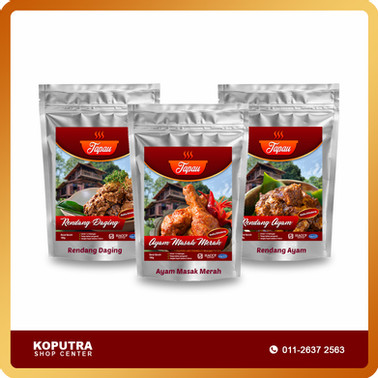 Tapau
Rendang Daging
Rendang Daging
Tapau
Ayam Masak Merah
Ayam Masak Merah
Tapau
Rendang Ayam
Rendang Ayam
KOPUTRA
SHOP CENTER
011-2637 2563